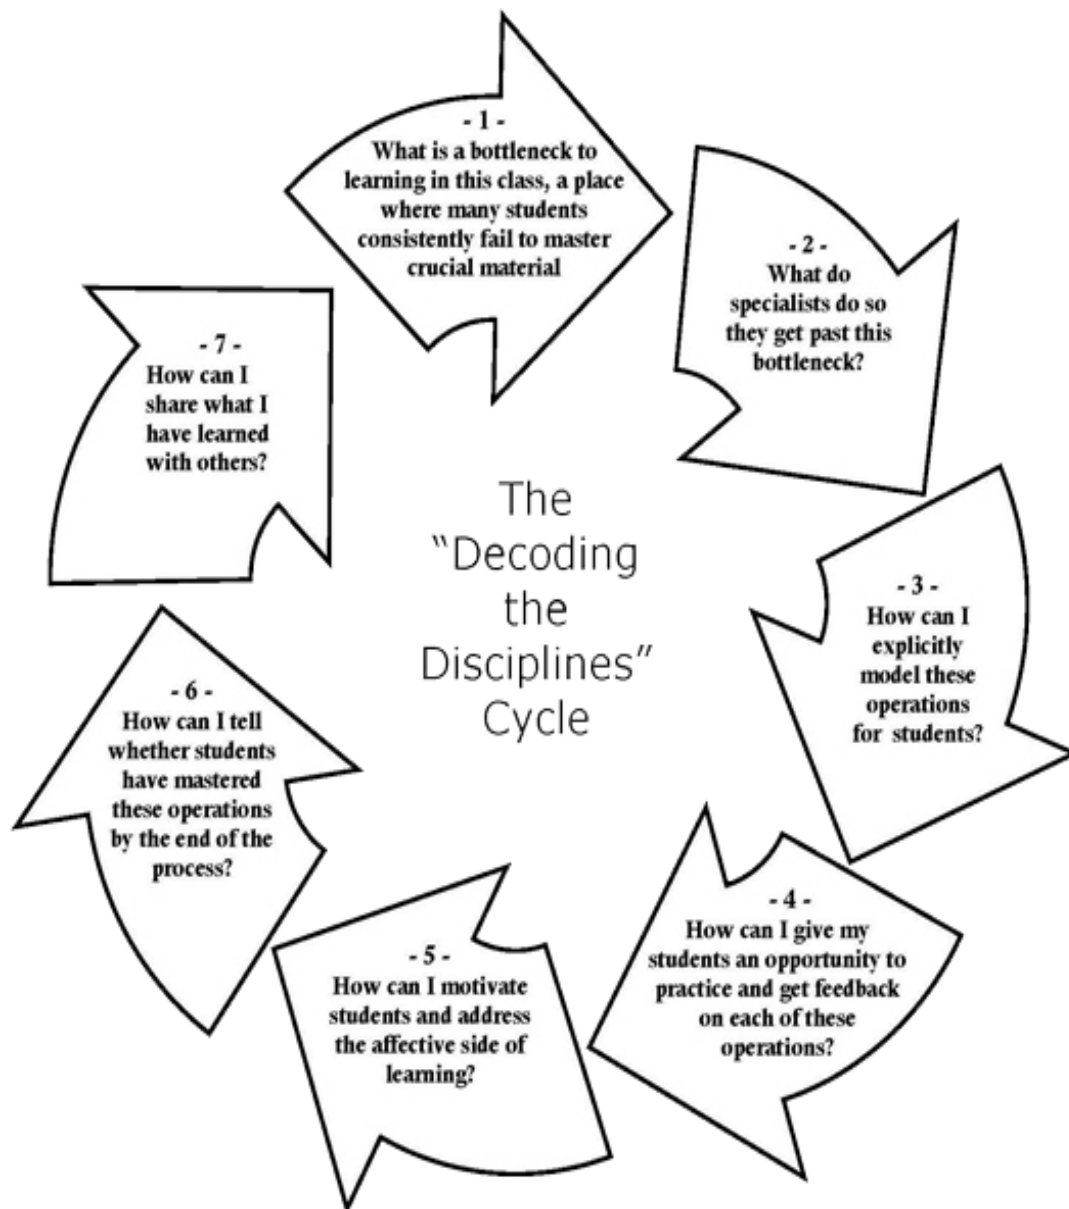 - 1 -
What is a bottleneck to
learning in this class, a place
where many students
consistently fail to master
crucial material
- 2 -
What do
specialists do so
they get past this
bottleneck?
- 3 -
How can I
explicitly
model these
operations
for students?
- 4 -
How can I give my
students an opportunity to
practice and get feedback
on each of these
operations?
- 5 -
How can I motivate
students and address
the affective side of
learning?
- 6 -
How can I tell
whether students
have mastered
these operations
by the end of the
process?
- 7 -
How can I
share what I
have learned
with others?
The
“Decoding
the
Disciplines”
Cycle